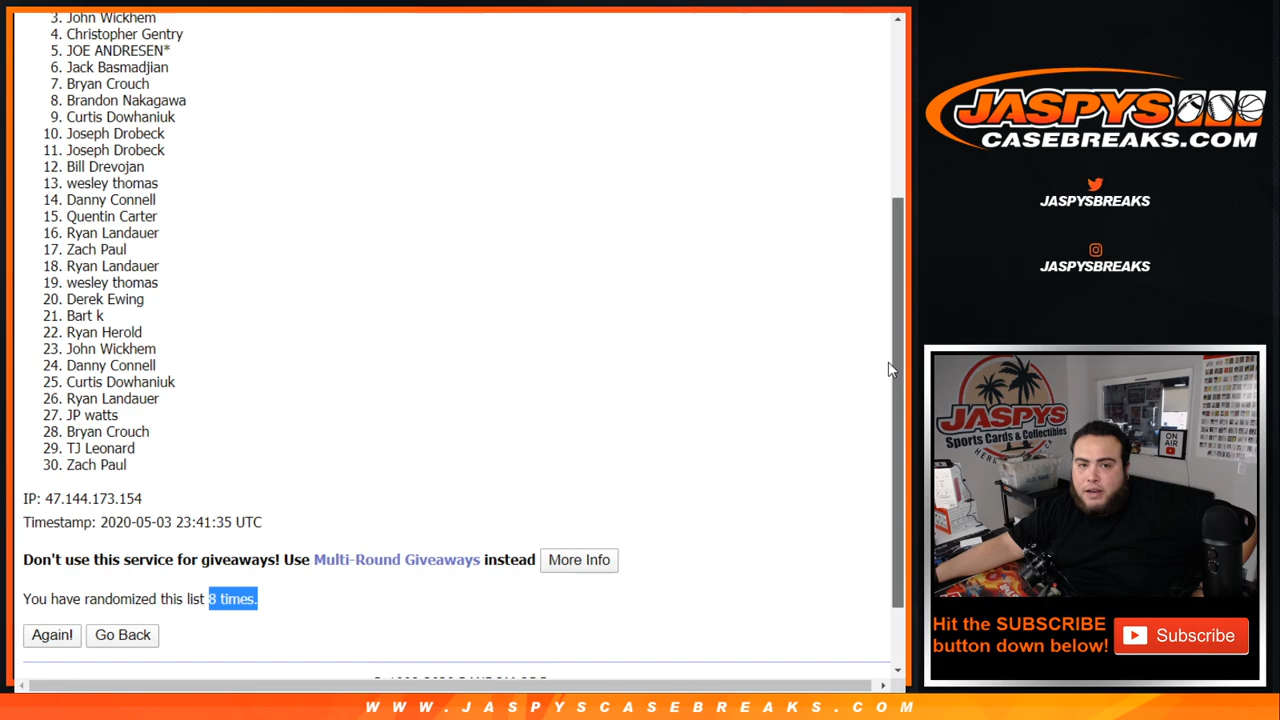 3. John Wickhem
4. Christopher Gentry
5. JOE ANDRESEN*
6. Jack Basmadjian
7. Bryan Crouch
8. Brandon Nakagawa
9. Curtis Dowhaniuk
10. Joseph Drobeck
11. Joseph Drobeck
12. Bill Drevojan
13. wesley thomas
14. Danny Connell
15. Quentin Carter
16. Ryan Landauer
17. Zach Paul
18. Ryan Landauer
19. wesley thomas
20. Derek Ewing
21. Bart k
22. Ryan Herold
23. John Wickhem
24. Danny Connell
25. Curtis Dowhaniuk
26. Ryan Landauer
27. JP watts
28. Bryan Crouch
29. TJ Leonard
30. Zach Paul
IP: 47.144.173.154
Timestamp: 2020-05-03 23:41:35 UTC
Don't use this service for giveaways! Use Multi-Round Giveaways instead More Info
You have randomized this list 8 times.
Again! Go Back
JASPYS
CASEBREAKS.COM
JASPYSBREAKS
JASPYSBREAKS
JASPYS
Sports Cards & Collectibles
ON
AIR
Hit the SUBSCRIBE
button down below!
Subscribe
WWW.JASPYSCASEBREAKS.COM